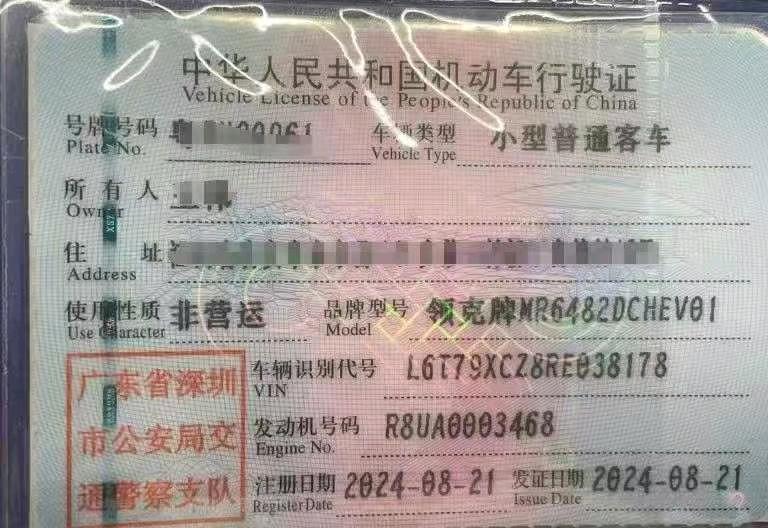 中华人民共和国机动车行驶证
Vehicle License of the People's Republic of China
号牌号码 车辆类型 小型普通客车
Plate No. Vehicle Type
所有人
Owner
住址
Address
使用性质 非营运 品牌型号 领克牌MR6482DCHEV01
Use Character Model
车辆识别代号 L6T79XCZ8RE038178
VIN
发动机号码 R8UA0003468
Engine No.
注册日期 2024-08-21 发证日期 2024-08-21
Register Date Issue Date
广东省深圳
市公安局交
通警察支队